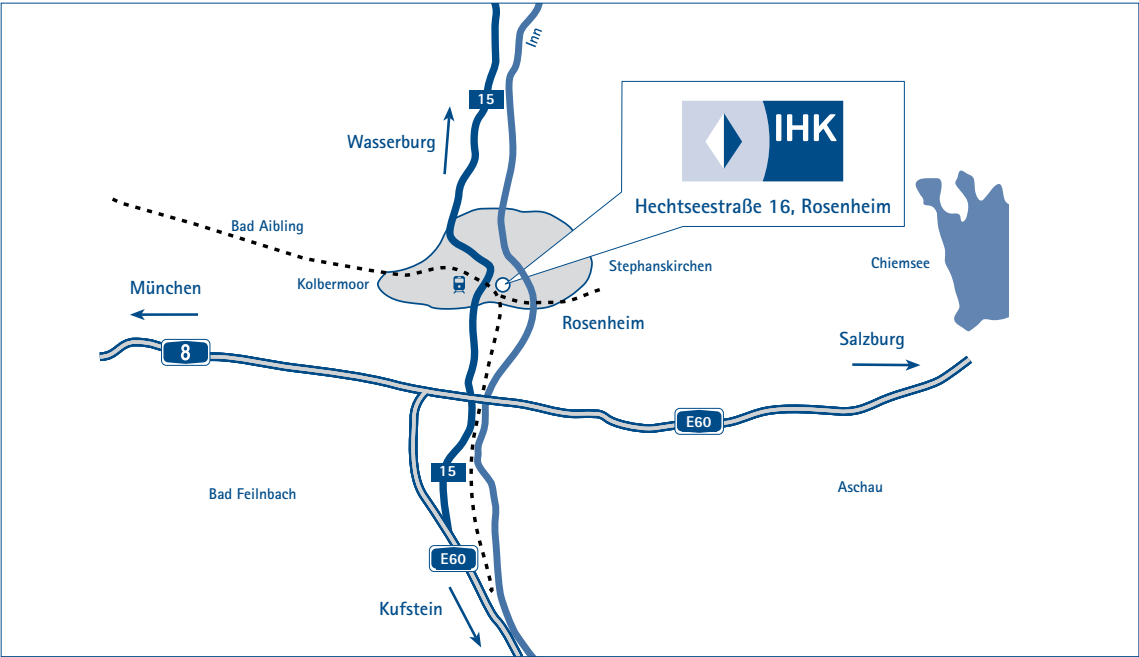 Inn
15
Wasserburg
IHK
Hechtseestraße 16, Rosenheim
Bad Aibling
Stephanskirchen
Chiemsee
Kolbermoor
München
Rosenheim
Salzburg
8
E60
15
Bad Feilnbach
Aschau
E60
Kufstein